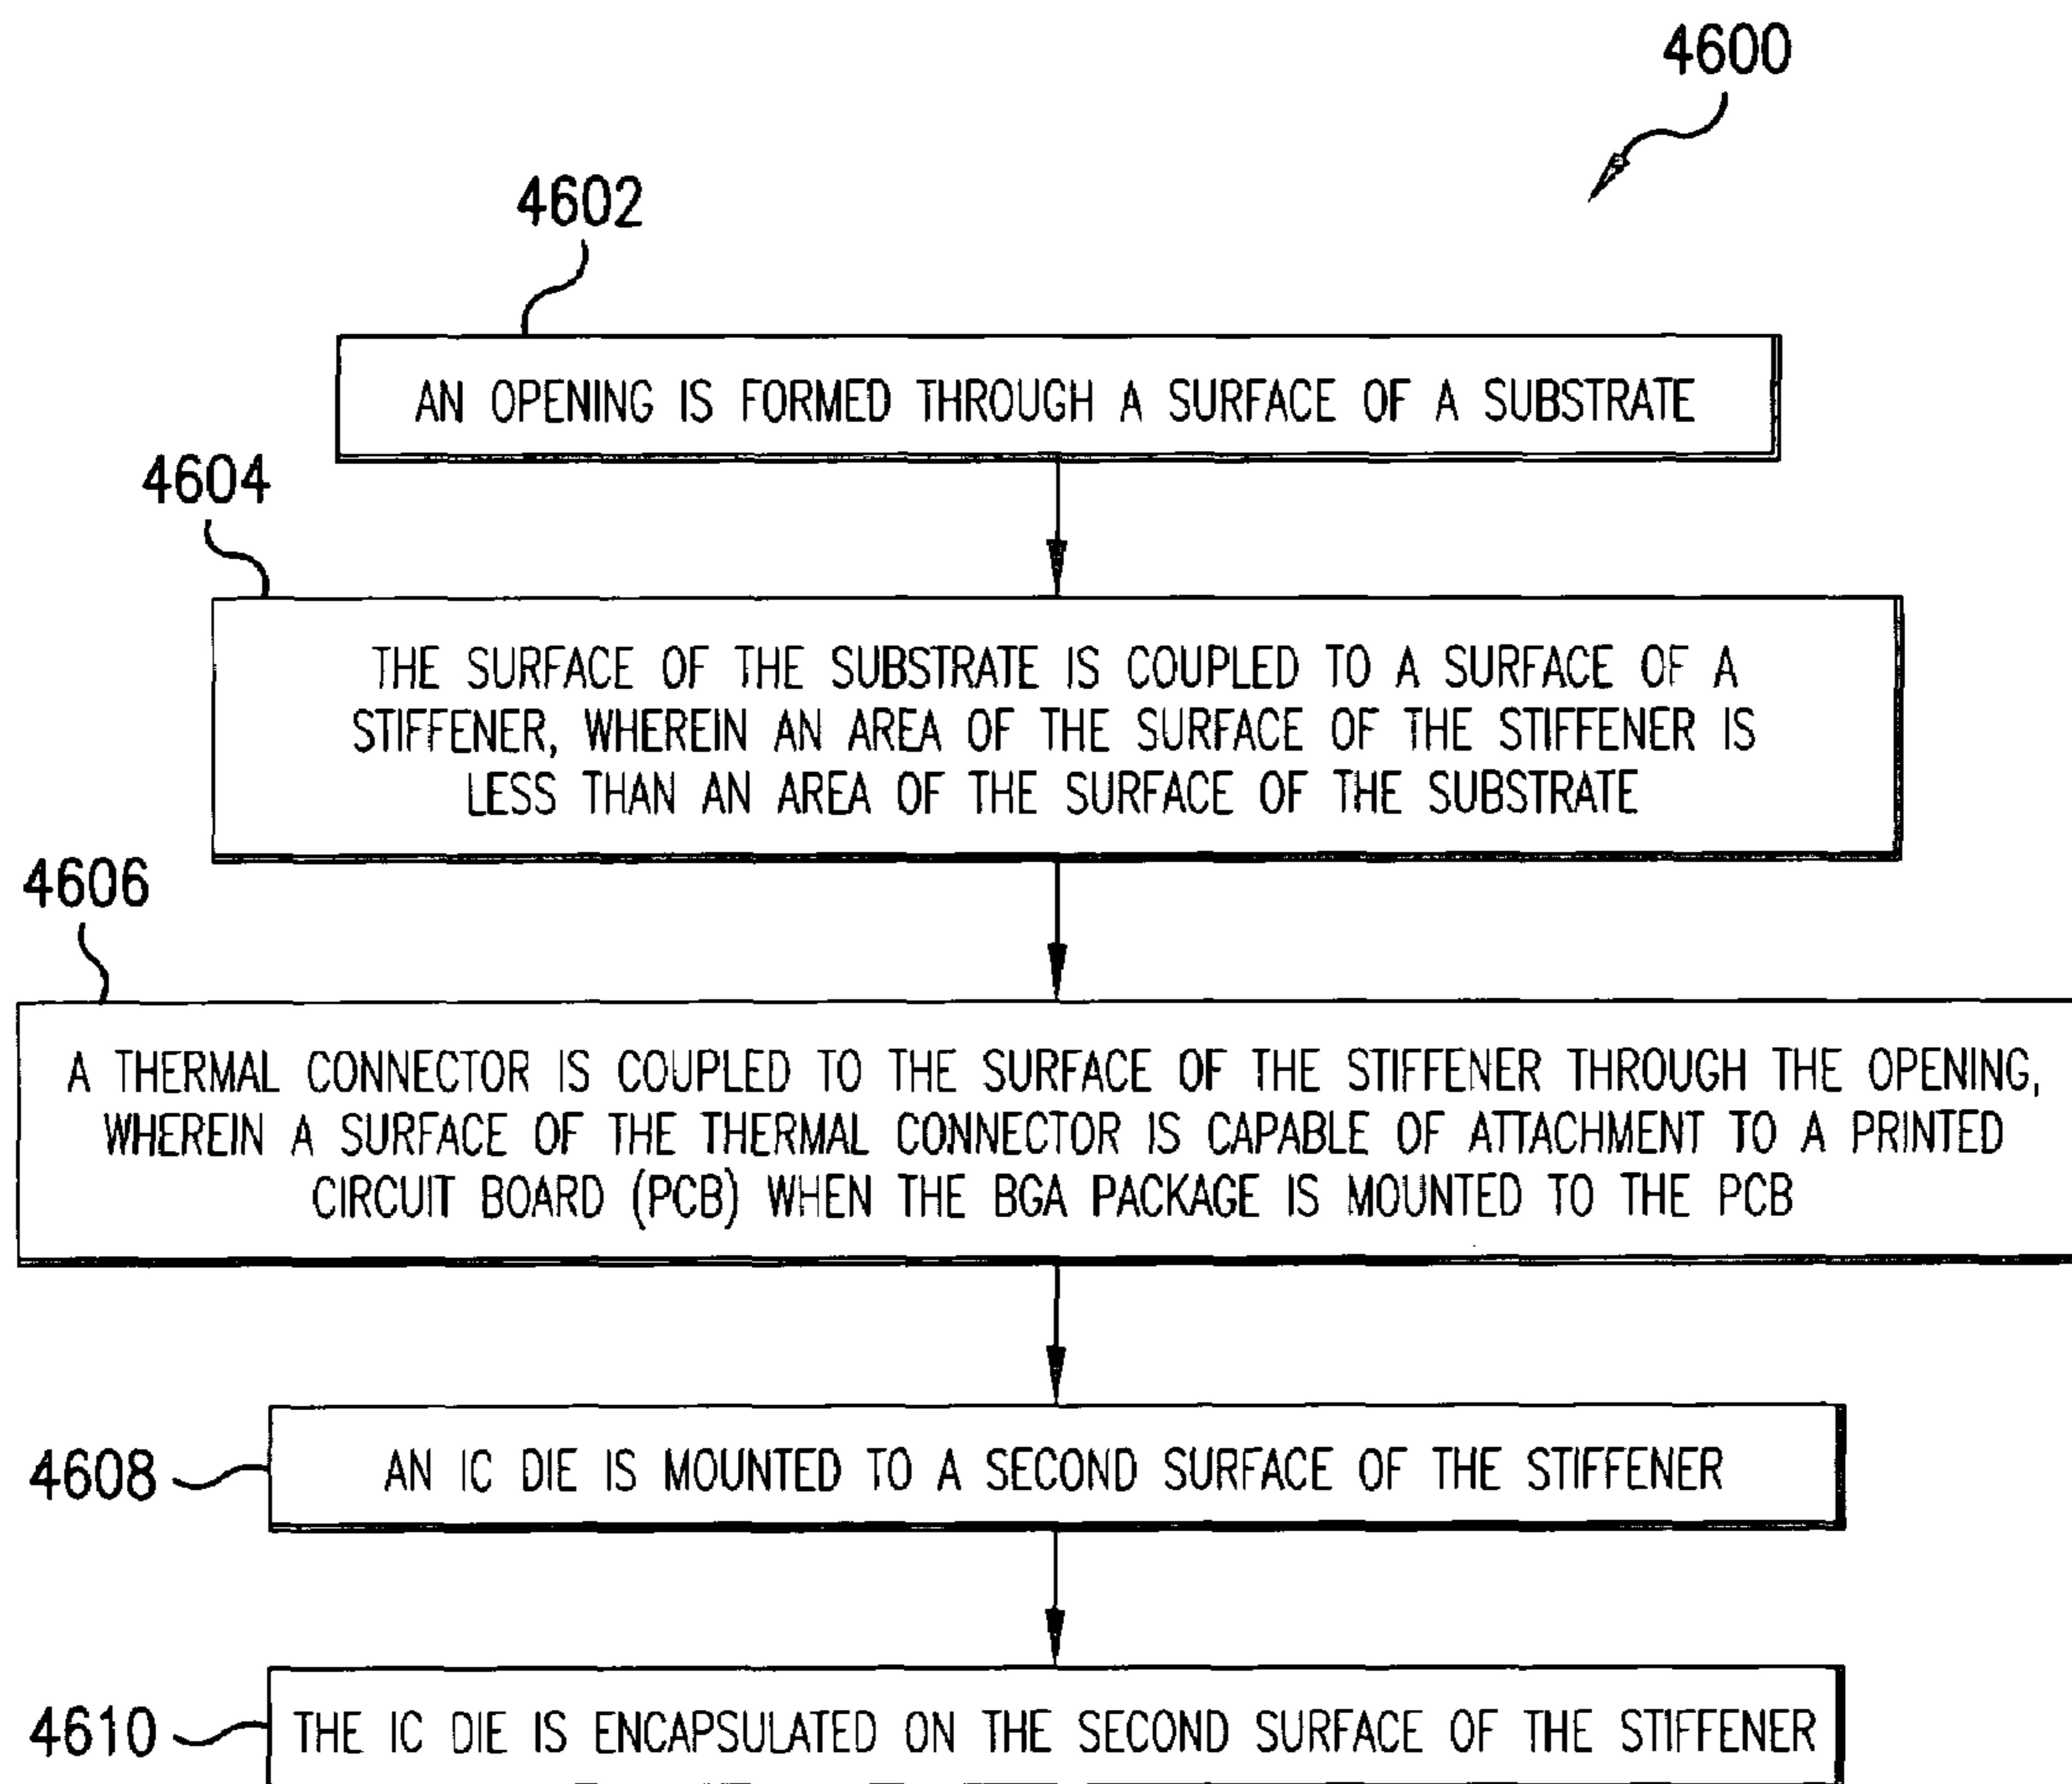 4600
4602
AN OPENING IS FORMED THROUGH A SURFACE OF A SUBSTRATE
4604
THE SURFACE OF THE SUBSTRATE IS COUPLED TO A SURFACE OF A
STIFFENER, WHEREIN AN AREA OF THE SURFACE OF THE STIFFENER IS
LESS THAN AN AREA OF THE SURFACE OF THE SUBSTRATE
4606
A THERMAL CONNECTOR IS COUPLED TO THE SURFACE OF THE STIFFENER THROUGH THE OPENING,
WHEREIN A SURFACE OF THE THERMAL CONNECTOR IS CAPABLE OF ATTACHMENT TO A PRINTED
CIRCUIT BOARD (PCB) WHEN THE BGA PACKAGE IS MOUNTED TO THE PCB
4608
AN IC DIE IS MOUNTED TO A SECOND SURFACE OF THE STIFFENER
4610
THE IC DIE IS ENCAPSULATED ON THE SECOND SURFACE OF THE STIFFENER